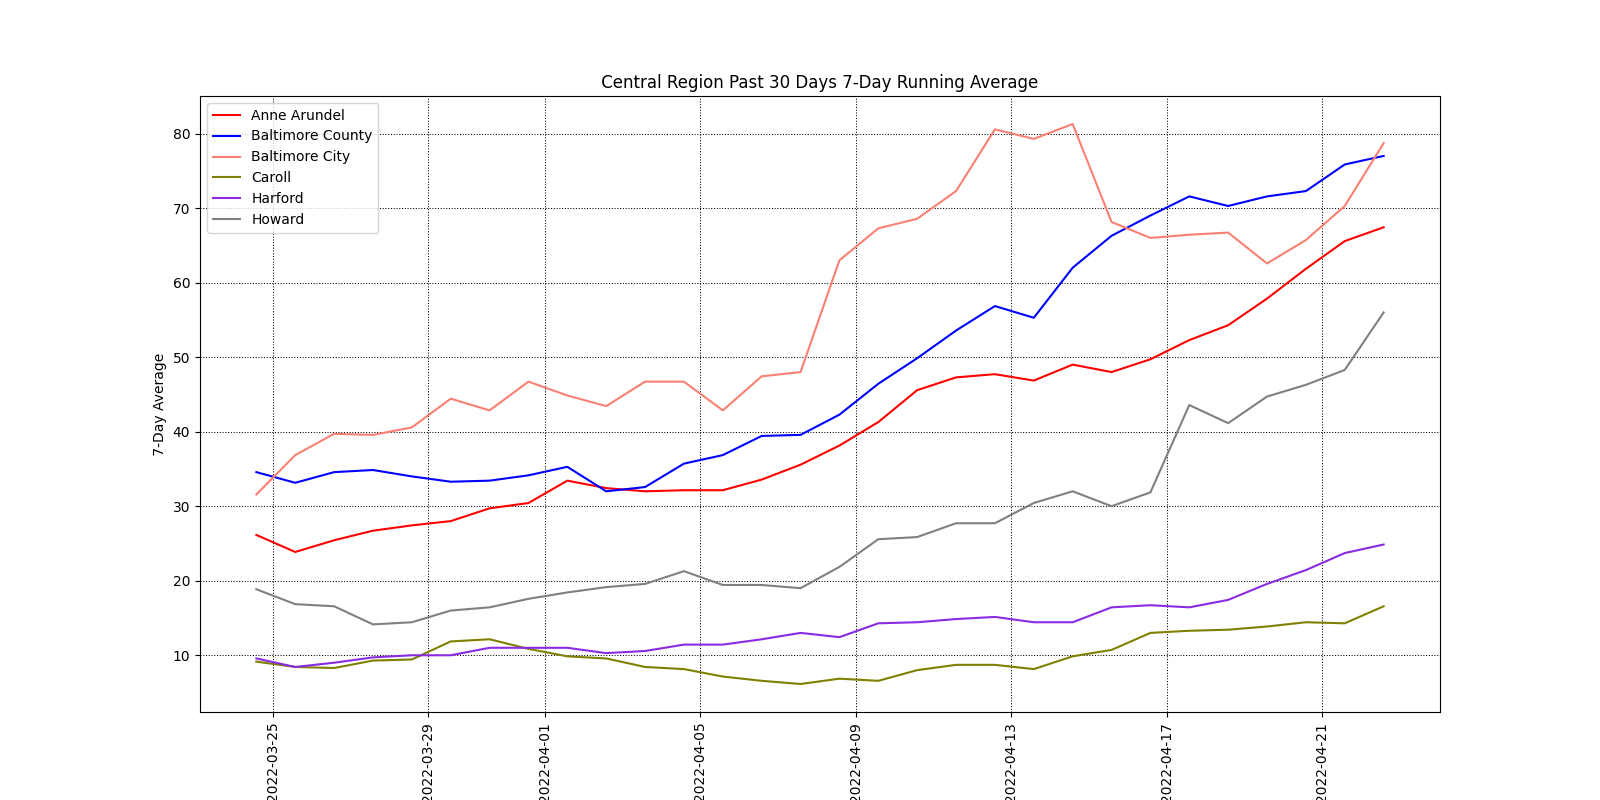 Central Region Past 30 Days 7-Day Running Average
Anne Arundel
Baltimore County
Baltimore City
Caroll
Harford
Howard
7-Day Average
80
70
60
50
40
30
20
10
2022-03-25
2022-03-29
2022-04-01
2022-04-05
2022-04-09
2022-04-13
2022-04-17
2022-04-21